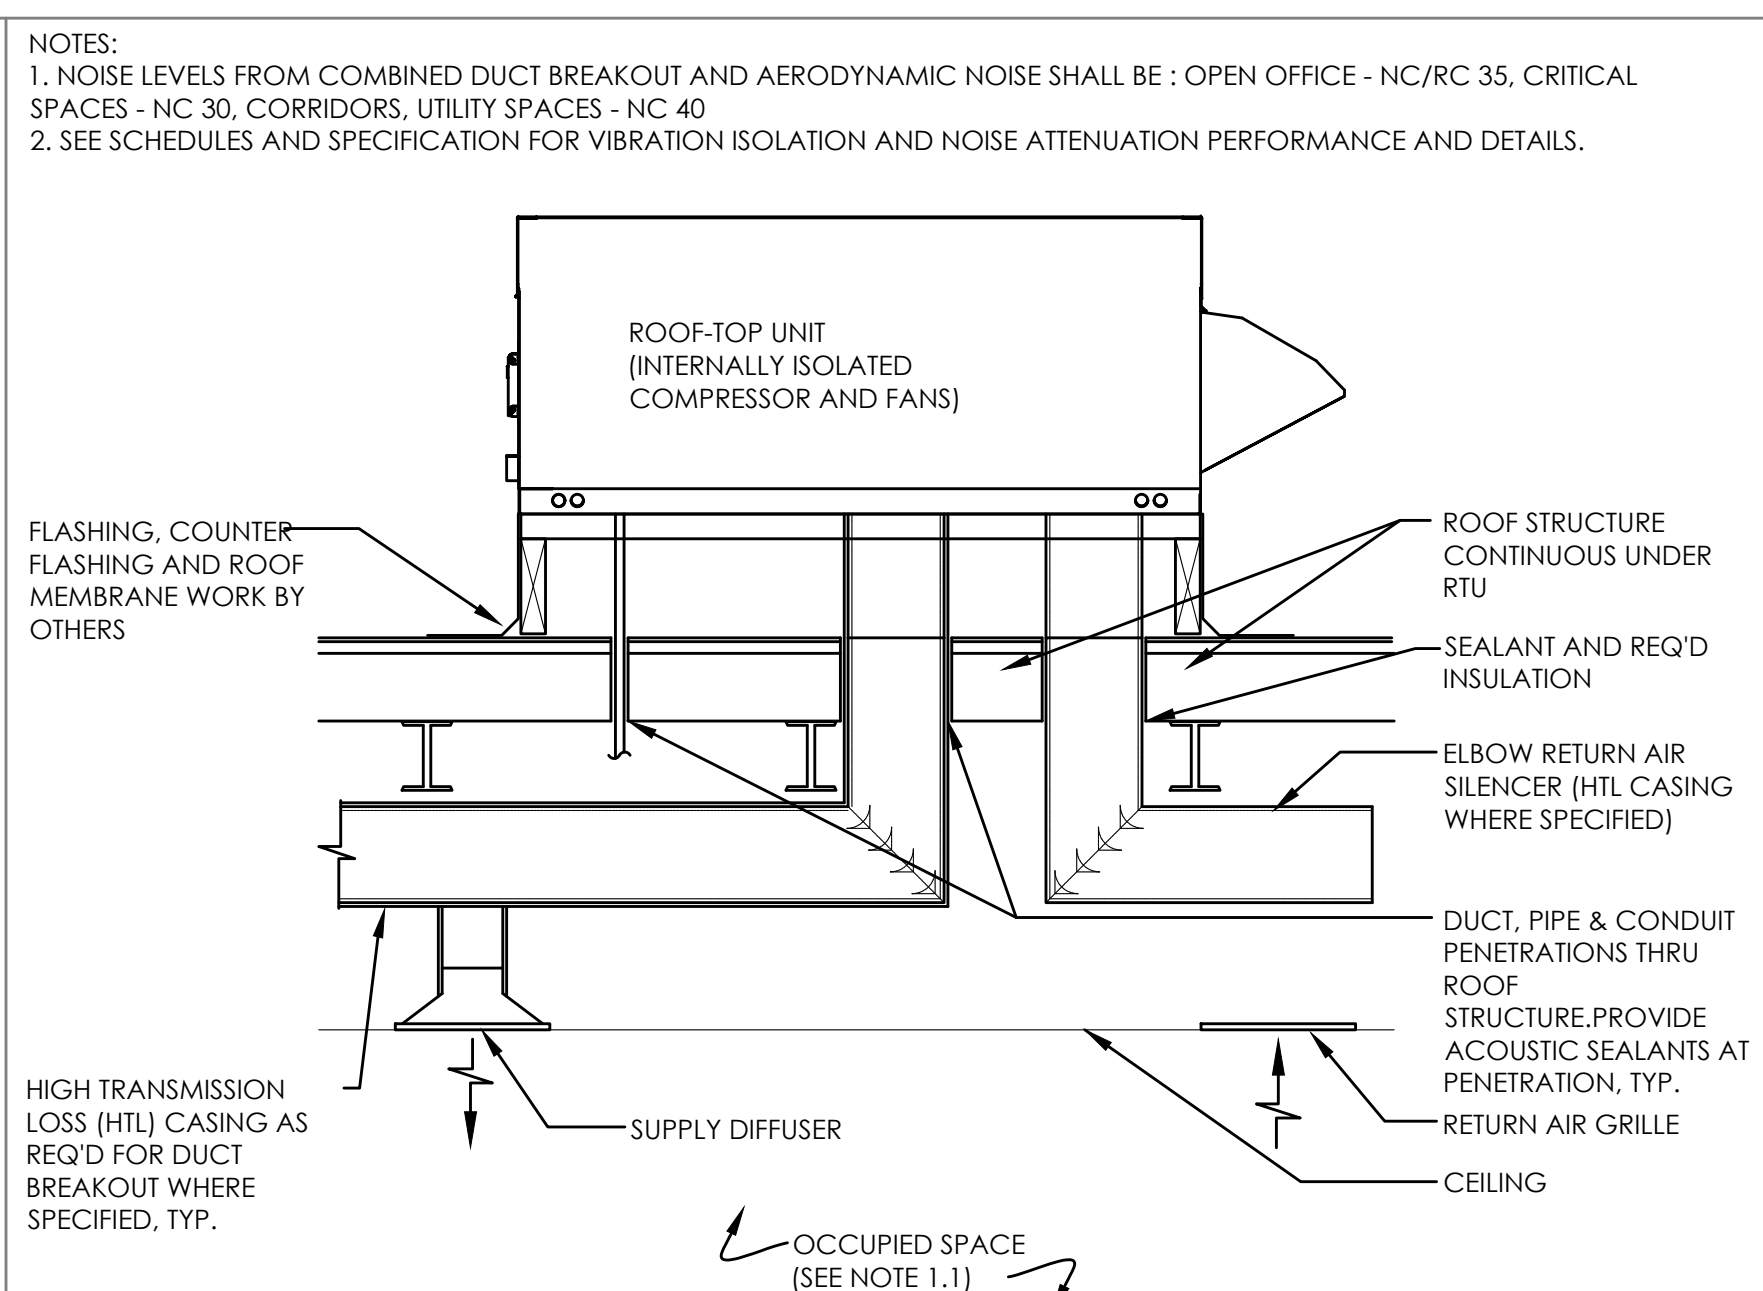 NOTES:
1. NOISE LEVELS FROM COMBINED DUCT BREAKOUT AND AERODYNAMIC NOISE SHALL BE : OPEN OFFICE - NC/RC 35, CRITICAL
SPACES - NC 30, CORRIDORS, UTILITY SPACES - NC 40
2. SEE SCHEDULES AND SPECIFICATION FOR VIBRATION ISOLATION AND NOISE ATTENUATION PERFORMANCE AND DETAILS.
ROOF-TOP UNIT
(INTERNALLY ISOLATED
COMPRESSOR AND FANS)
FLASHING, COUNTER
FLASHING AND ROOF
MEMBRANE WORK BY
OTHERS
ROOF STRUCTURE
CONTINUOUS UNDER
RTU
SEALANT AND REQ'D
INSULATION
ELBOW RETURN AIR
SILENCER (HTL CASING
WHERE SPECIFIED)
DUCT, PIPE & CONDUIT
PENETRATIONS THRU
ROOF
STRUCTURE.PROVIDE
ACOUSTIC SEALANTS AT
PENETRATION, TYP.
HIGH TRANSMISSION
LOSS (HTL) CASING AS
REQ'D FOR DUCT
BREAKOUT WHERE
SPECIFIED, TYP.
SUPPLY DIFFUSER
RETURN AIR GRILLE
CEILING
OCCUPIED SPACE
(SEE NOTE 1.1)